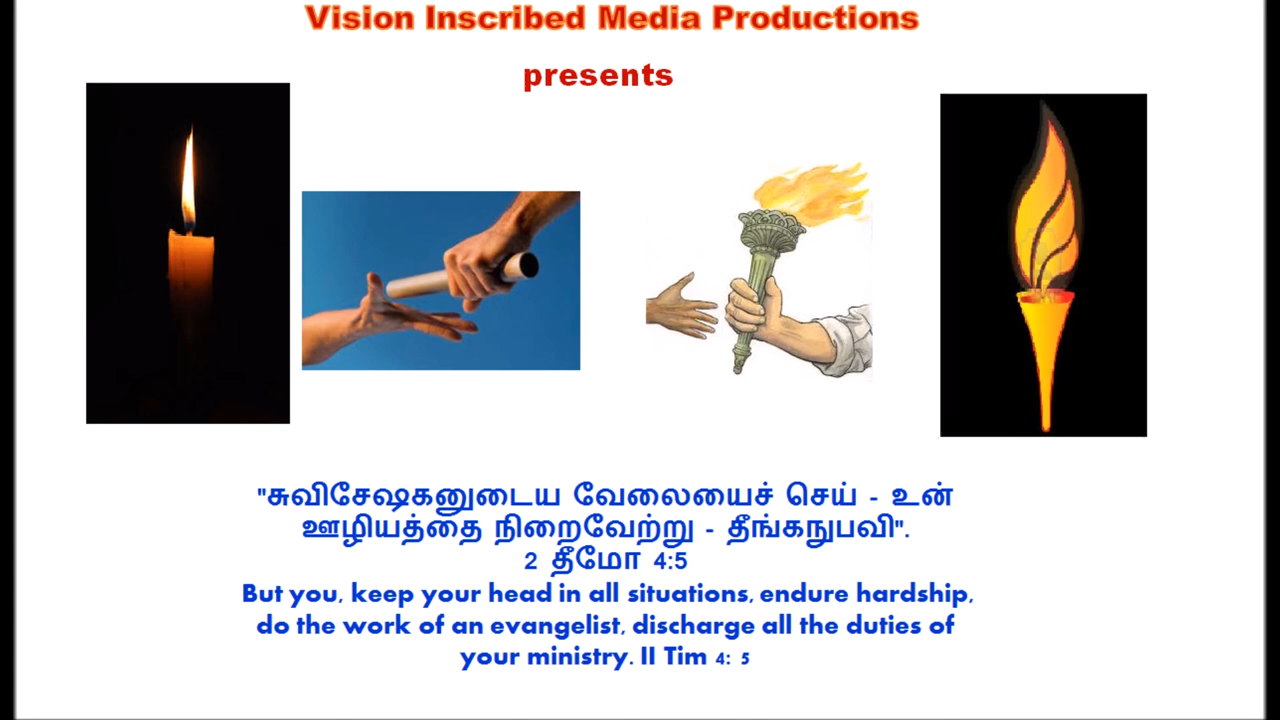 Vision Inscribed Media Productions
presents
"சுவிசேஷகனுடைய வேலையைச் செய் - உன்
ஊழியத்தை நிறைவேற்று - தீங்கநுபவி".
2 தீமோ 4:5
But you, keep your head in all situations, endure hardship,
do the work of an evangelist, discharge all the duties of
your ministry. II Tim 4: 5